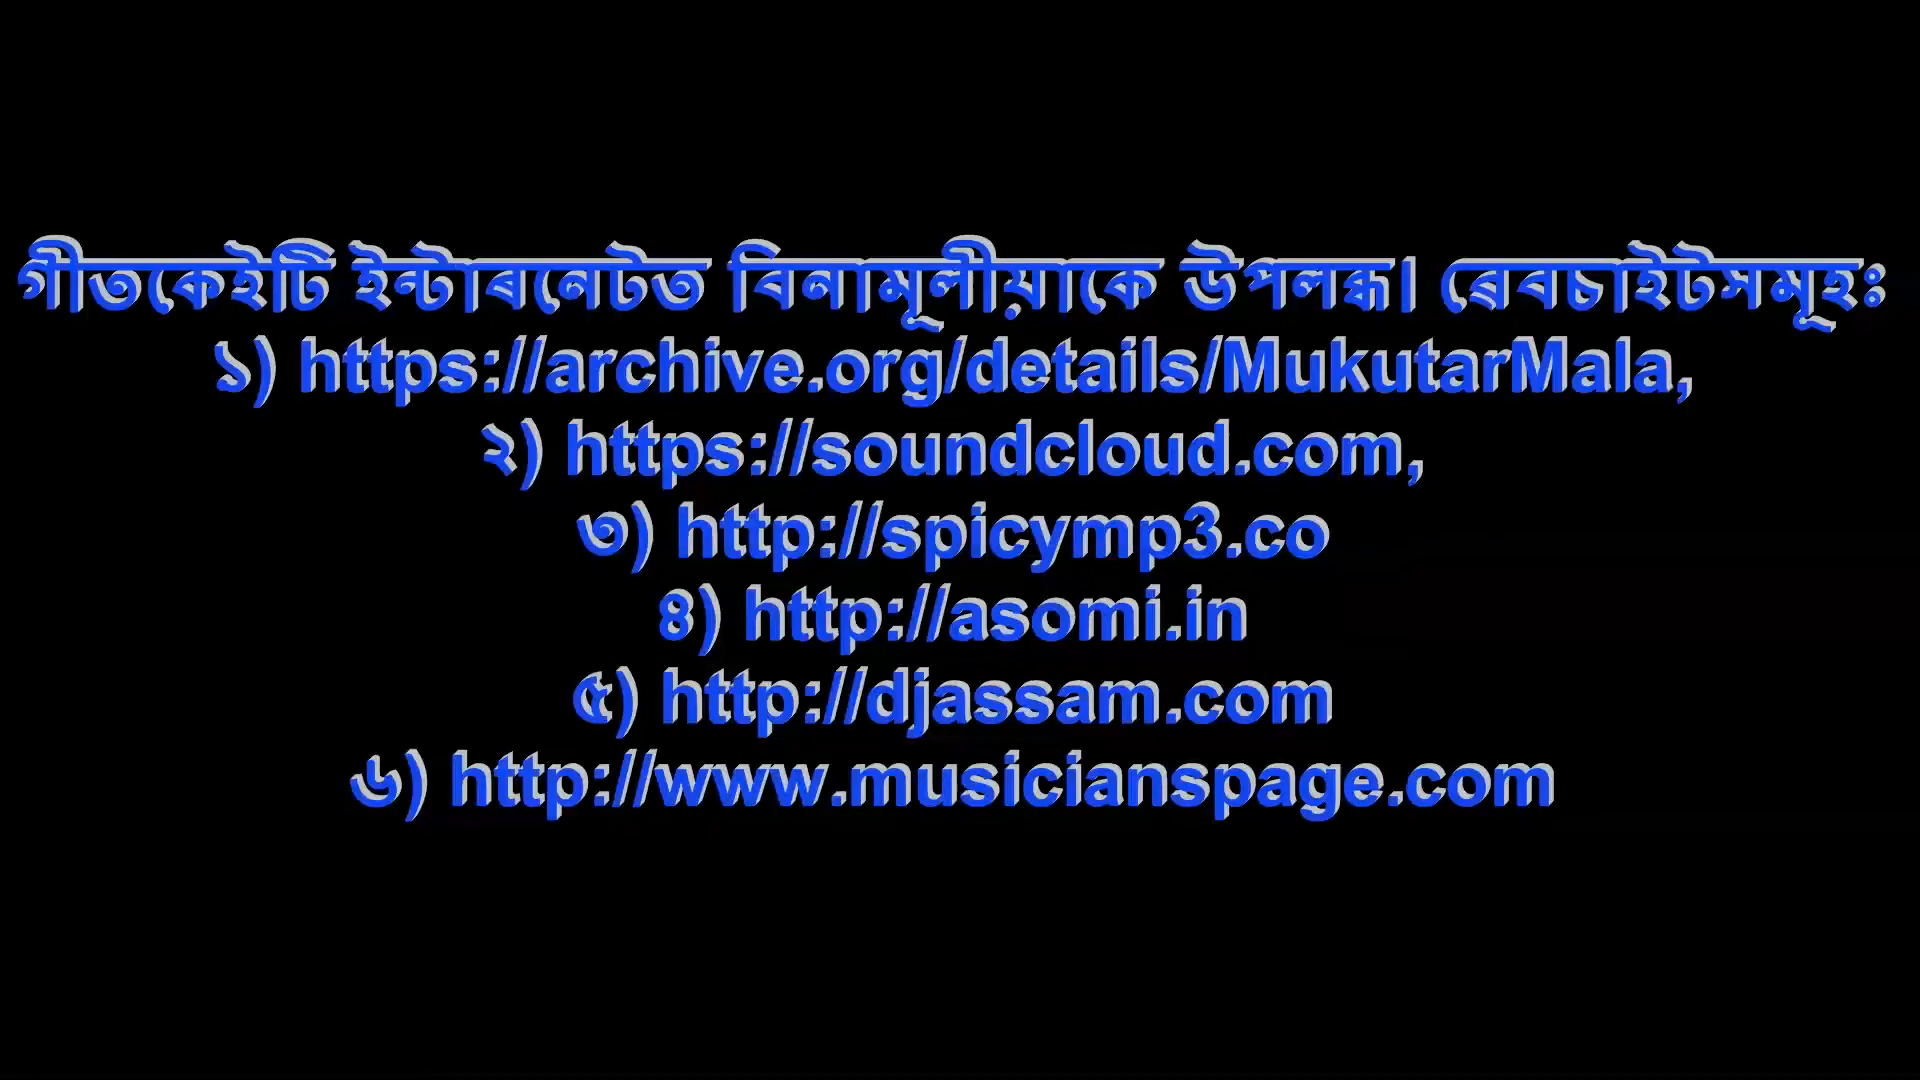 গীতকেইটি ইন্টাৰনেটত বিনামূলীয়াকৈ উপলব্ধ। ৱেবচাইটসমূহঃ
১) https://archive.org/details/MukutarMala,
২) https://soundcloud.com,
৩) http://spicymp3.co
৪) http://asomi.in
৫) http://djassam.com
৬) http://www.musicianspage.com